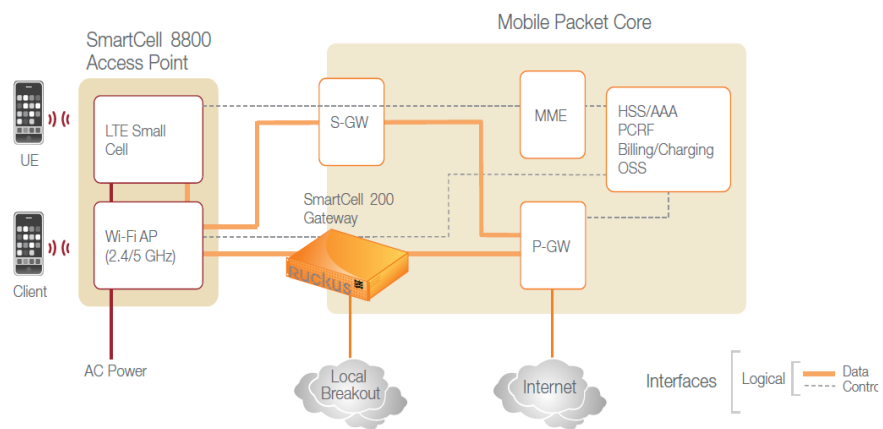 Mobile Packet Core
SmartCell 8800
Access Point
UE
LTE Small
Cell
S-GW
MME
HSS/AAA
PCRF
Billing/Charging
OSS
SmartCell 200
Gateway
Client
Wi-Fi AP
(2.4/5 GHz)
Ruckus
P-GW
AC Power
Local
Breakout
Internet
Interfaces
Logical
Data
Contro